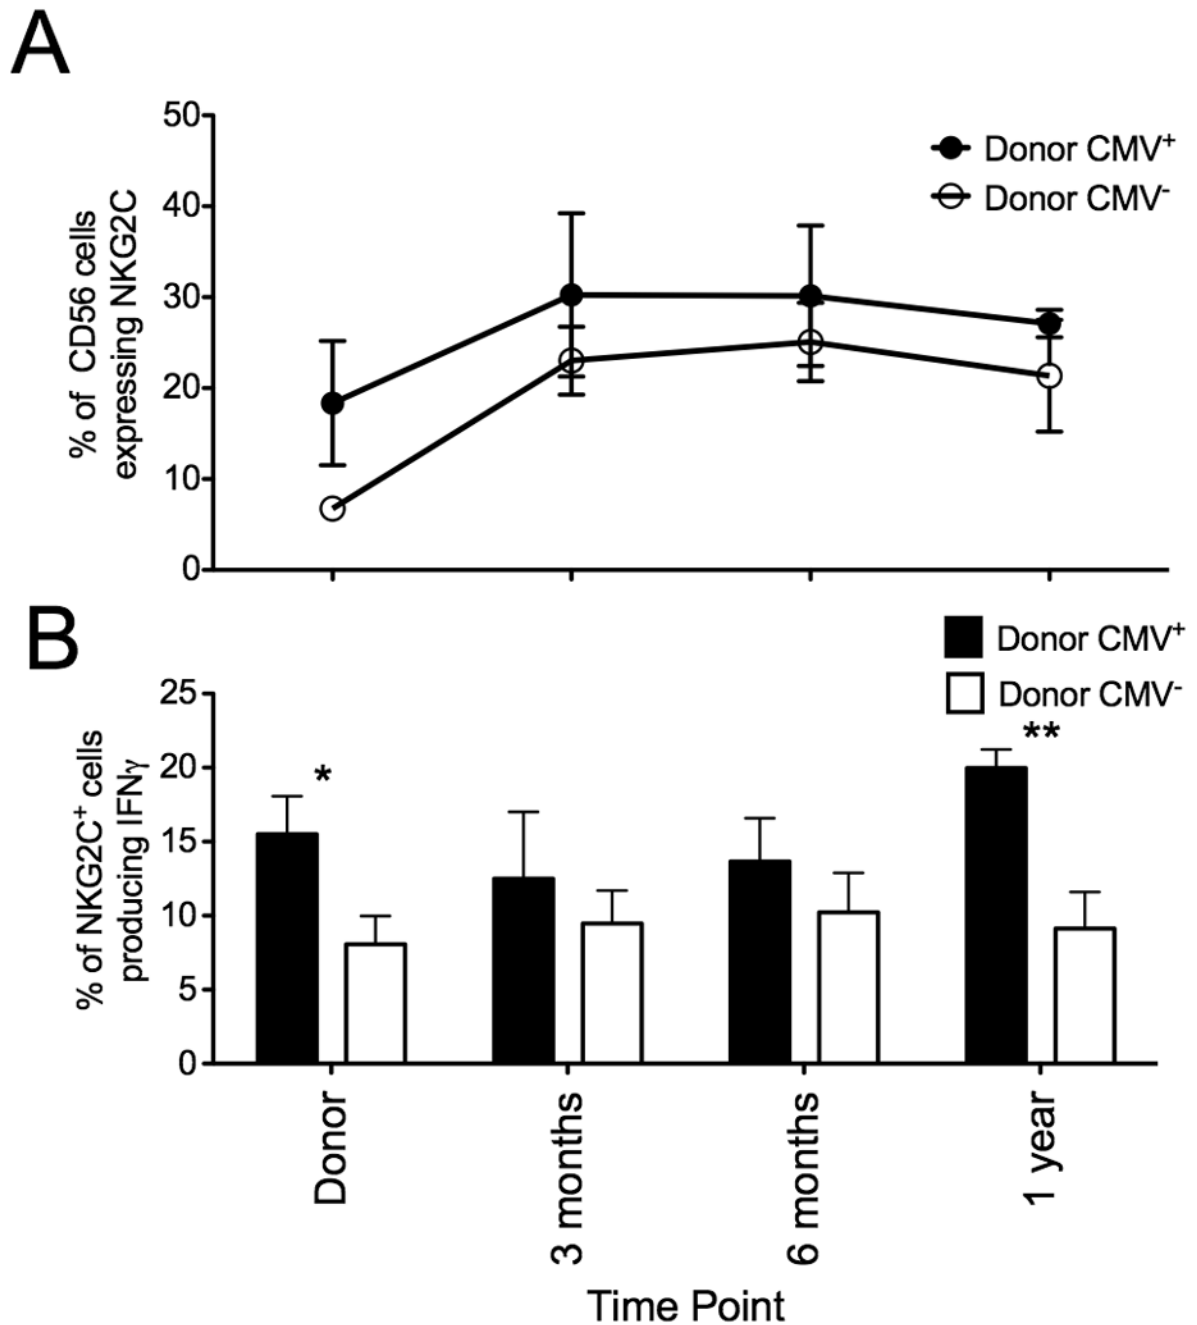 A
50
40
30
20
10
0
% of CD56 cells
expressing NKG2C
Donor CMV+
Donor CMV-
B
Donor CMV+
Donor CMV-
25
20
15
10
5
0
% of NKG2C+ cells
producing IFNγ
*
**
Donor
3 months
6 months
1 year
Time Point